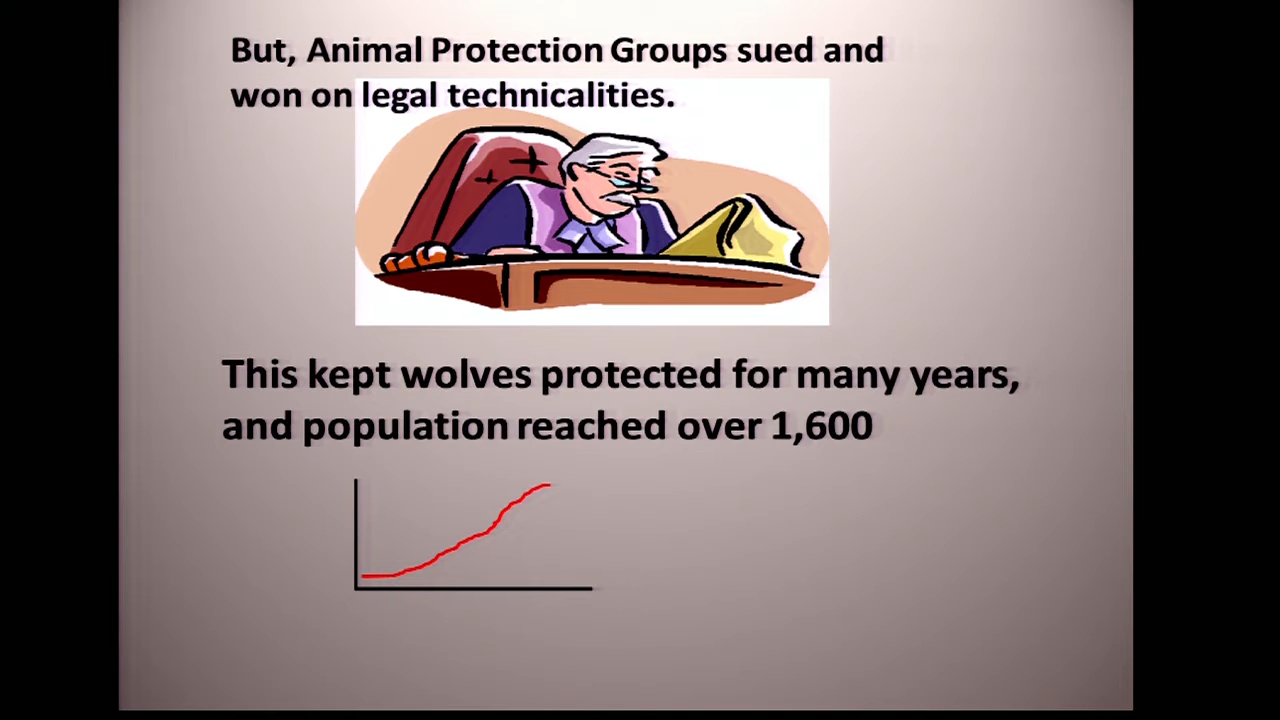 But, Animal Protection Groups sued and
won on legal technicalities.
This kept wolves protected for many years,
and population reached over 1,600